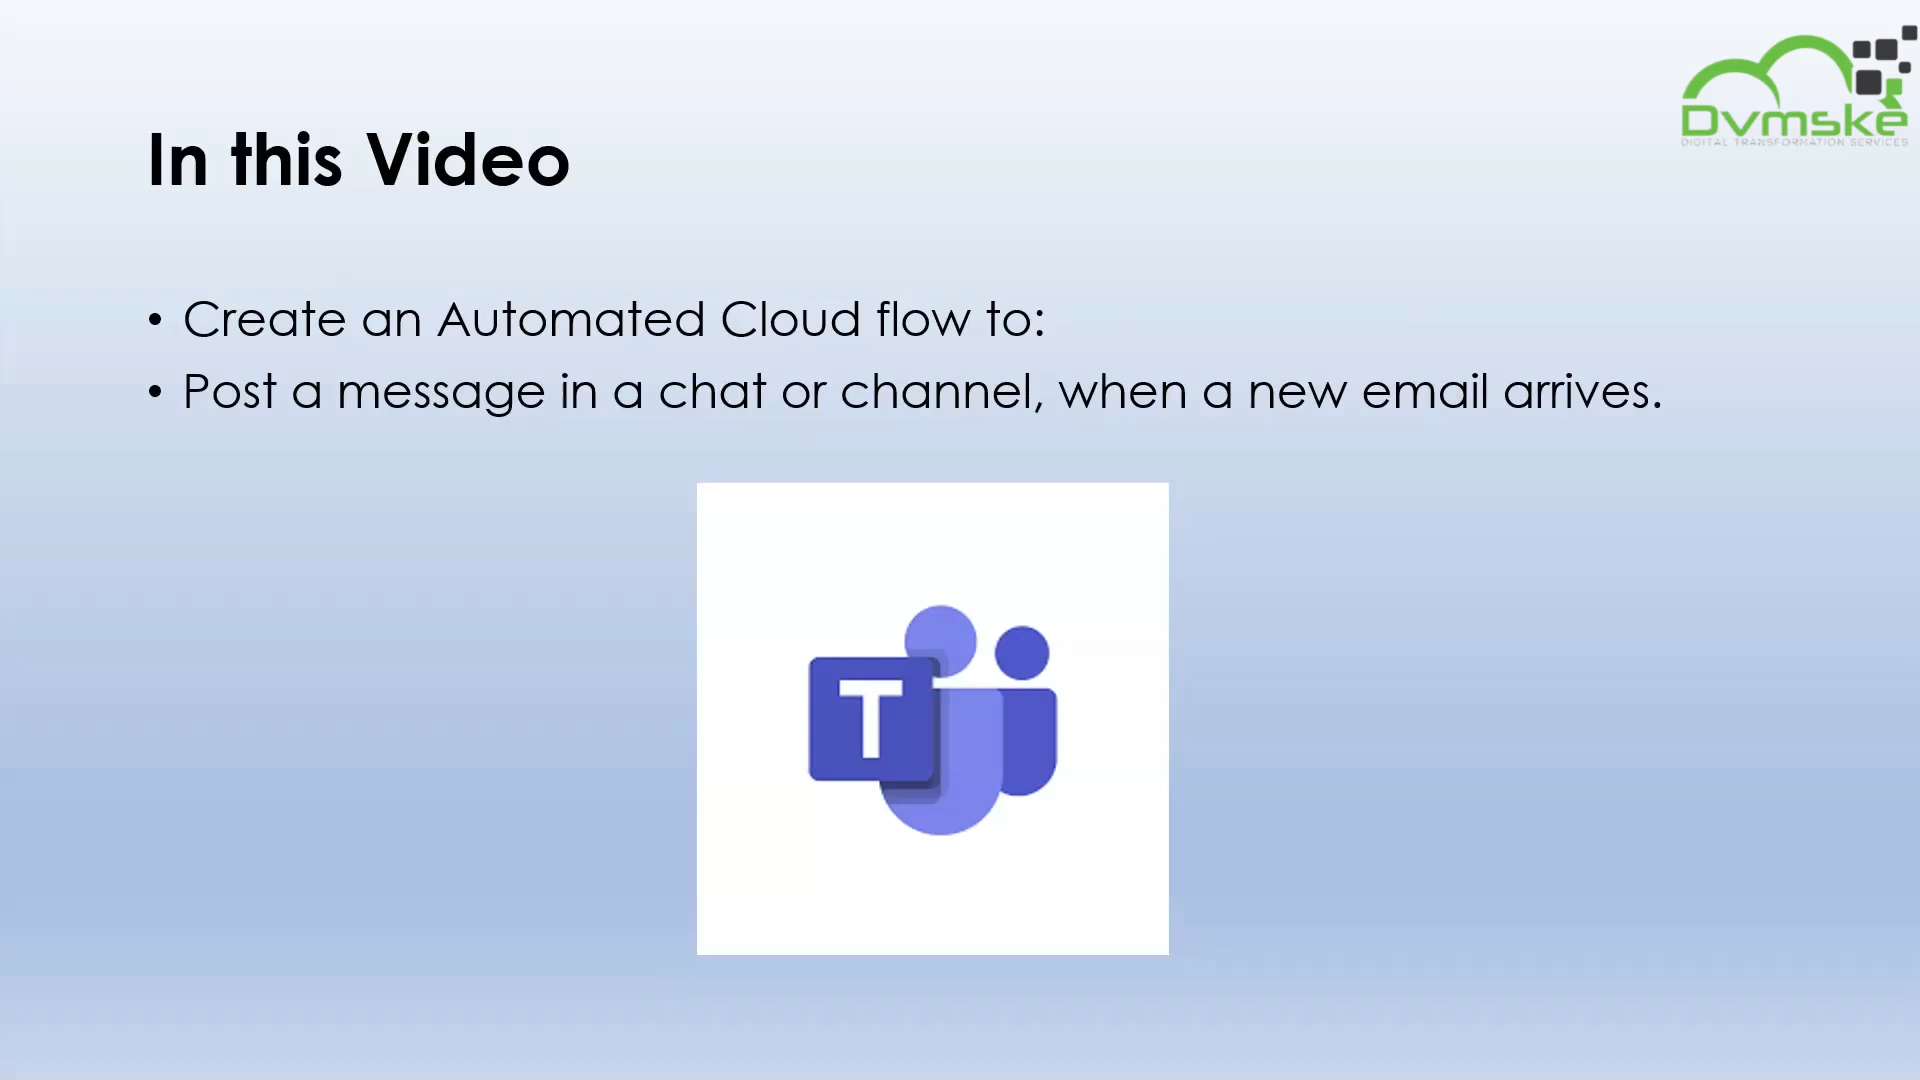 Dvmske
DIGITAL TRANSFORMATION SERVICES
In this Video
• Create an Automated Cloud flow to:
• Post a message in a chat or channel, when a new email arrives.
T